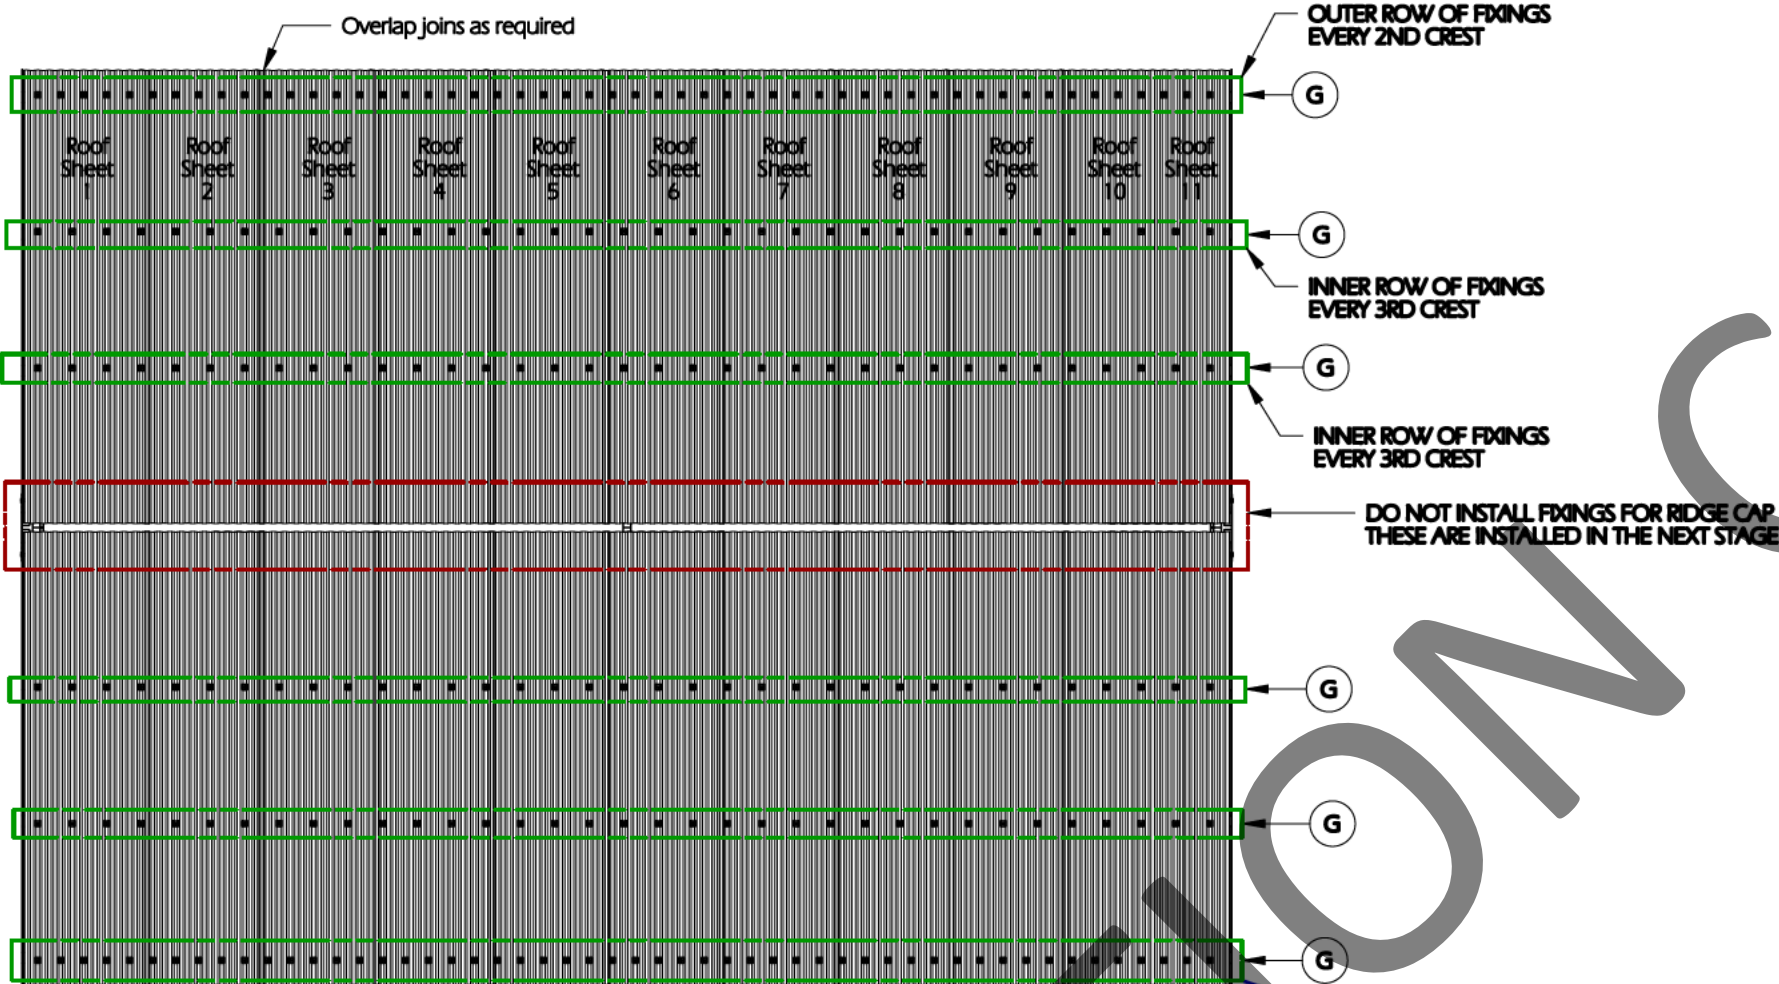 Overlap joins as required
OUTER ROW OF FIXINGS
EVERY 2ND CREST
G
Roof
Sheet
1
Roof
Sheet
2
Roof
Sheet
3
Roof
Sheet
4
Roof
Sheet
5
Roof
Sheet
6
Roof
Sheet
7
Roof
Sheet
8
Roof
Sheet
9
Roof
Sheet
10
Roof
Sheet
11
G
INNER ROW OF FIXINGS
EVERY 3RD CREST
G
INNER ROW OF FIXINGS
EVERY 3RD CREST
DO NOT INSTALL FIXINGS FOR RIDGE CAP
THESE ARE INSTALLED IN THE NEXT STAGE
G
G
G